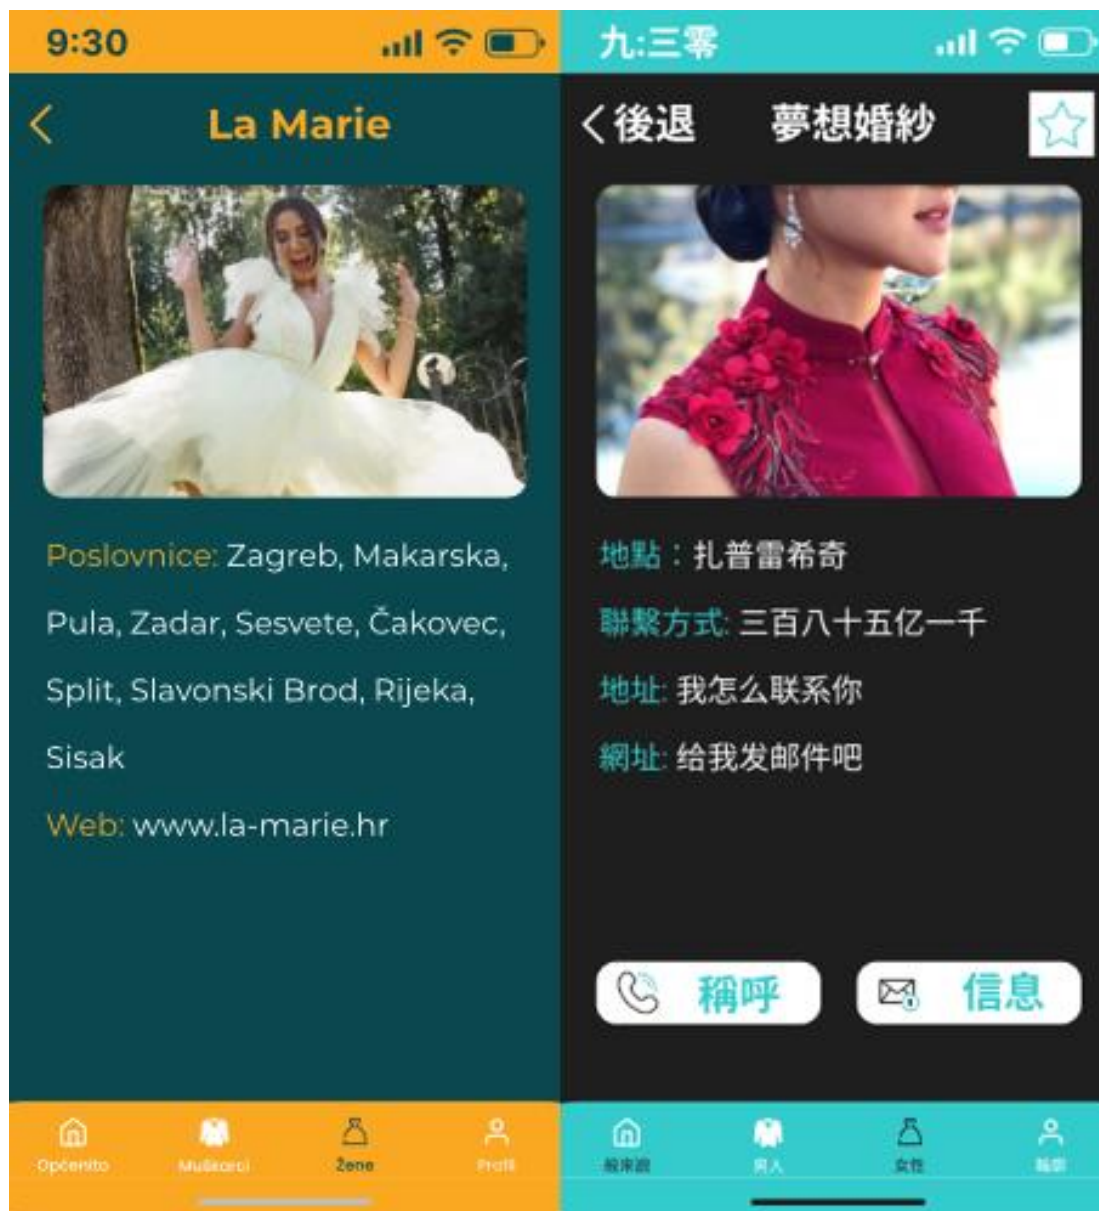 9:30
La Marie
Poslovnice: Zagreb, Makarska,
Pula, Zadar, Sesvete, Čakovec,
Split, Slavonski Brod, Rijeka,
Sisak
Web: www.la-marie.hr
Općenito Muškarci Žene Profil
九:三零
後退 夢想婚紗
地點：扎普雷希奇
聯繫方式: 三百八十五亿一千
地址: 我怎么联系你
網址: 给我发邮件吧
稱呼 信息
男人 女性